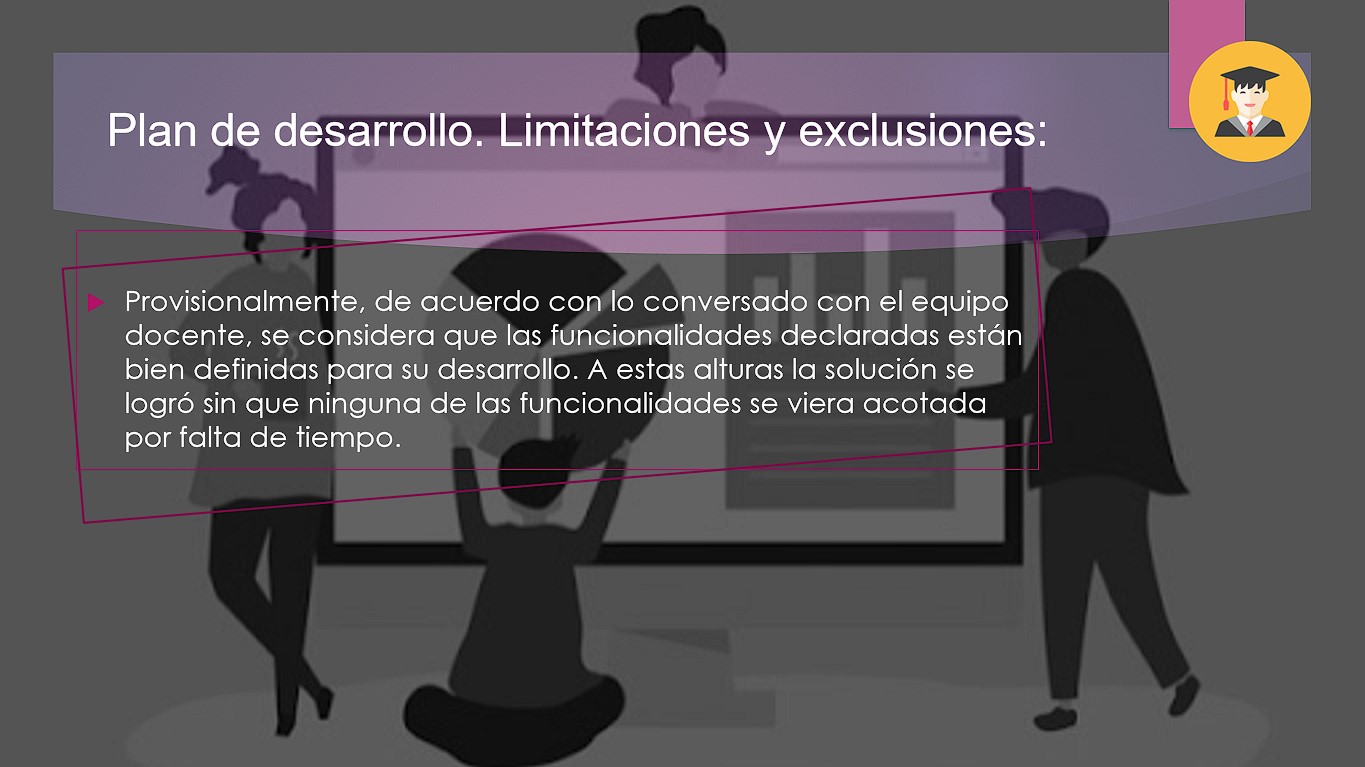 Plan de desarrollo. Limitaciones y exclusiones:
Provisionalmente, de acuerdo con lo conversado con el equipo
docente, se considera que las funcionalidades declaradas están
bien definidas para su desarrollo. A estas alturas la solución se
logró sin que ninguna de las funcionalidades se viera acotada
por falta de tiempo.